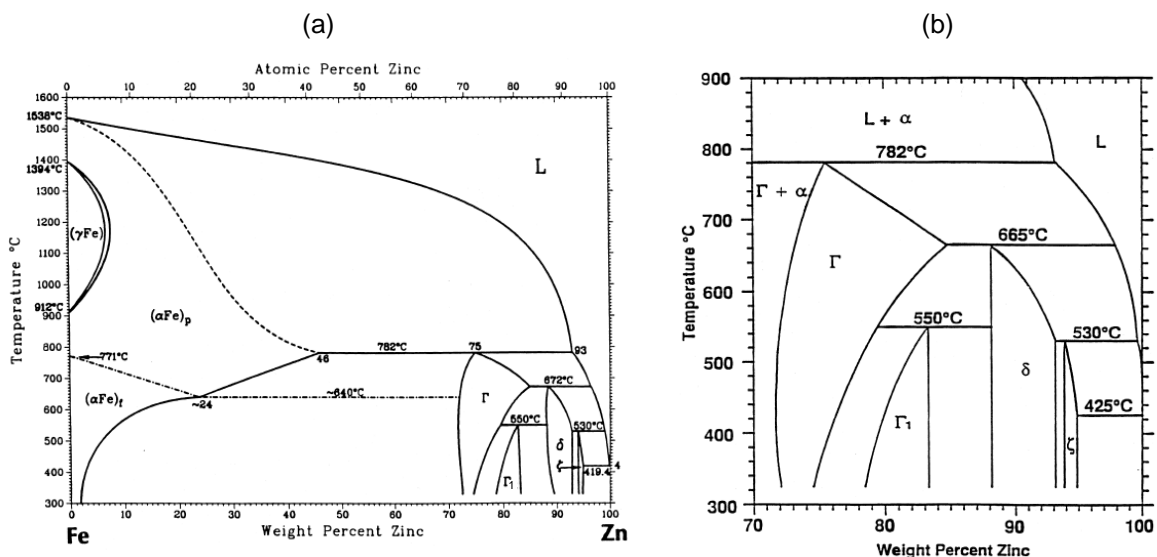 (a)
Atomic Percent Zinc
0 10 20 30 40 50 60 70 80 90 100
1600
1538°C
1500
1400
1394°C
1300
1200
1100
1000
912°C
900
800
700
600
500
400
300
Temperature °C
L
(γFe)
(αFe)p
771°C
(αFe)f
46
782°C
75
93
~24
~640°C
Γ
672°C
550°C
530°C
δ
ζ
419.4
Γ1
0 10 20 30 40 50 60 70 80 90 100
Weight Percent Zinc
Fe
Zn
(b)
900
800
700
600
500
400
300
Temperature °C
L + α
L
782°C
Γ + α
665°C
Γ
550°C
530°C
δ
425°C
Γ1
ζ
70 80 90 100
Weight Percent Zinc